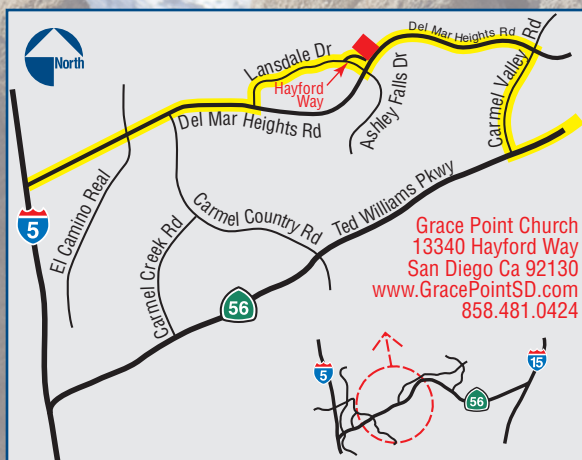 North
Del Mar Heights Rd
Lansdale Dr
Hayford
Way
Ashley Falls Dr
Carmel Valley Rd
Del Mar Heights Rd
El Camino Real
Carmel Country Rd
Carmel Creek Rd
Ted Williams Pkwy
5
56
Grace Point Church
13340 Hayford Way
San Diego Ca 92130
www.GracePointSD.com
858.481.0424
5
15
56